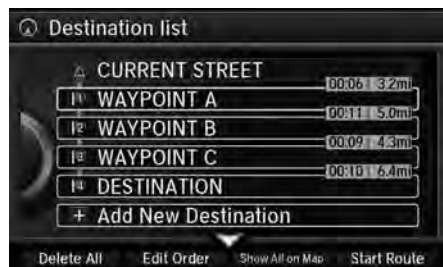 Destination list
CURRENT STREET
00:06 3.2mi
WAYPOINT A
00:11 5.0mi
WAYPOINT B
00:09 4.3mi
WAYPOINT C
00:10 6.4mi
DESTINATION
+ Add New Destination
Delete All Edit Order Show All on Map Start Route